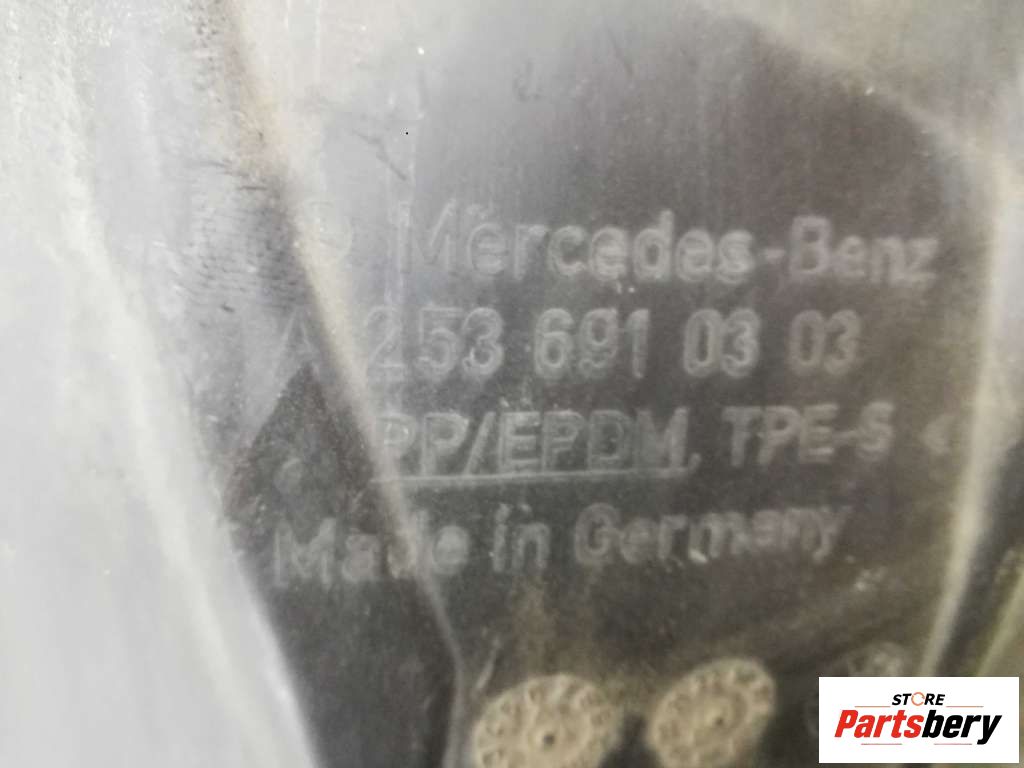 Mercedes-Benz
A 253 691 03 03
PP/EPDM, TPE-S <
Made in Germany
STORE
Partsbery